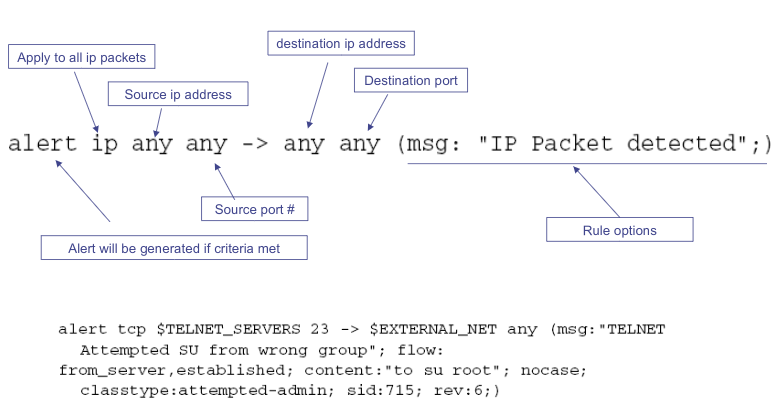 destination ip address
Apply to all ip packets
Destination port
Source ip address
alert ip any any -> any any (msg: "IP Packet detected";)
Source port #
Rule options
Alert will be generated if criteria met
alert tcp $TELNET_SERVERS 23 -> $EXTERNAL_NET any (msg:"TELNET
Attempted SU from wrong group"; flow:
from_server,established; content:"to su root"; nocase;
classtype:attempted-admin; sid:715; rev:6;)